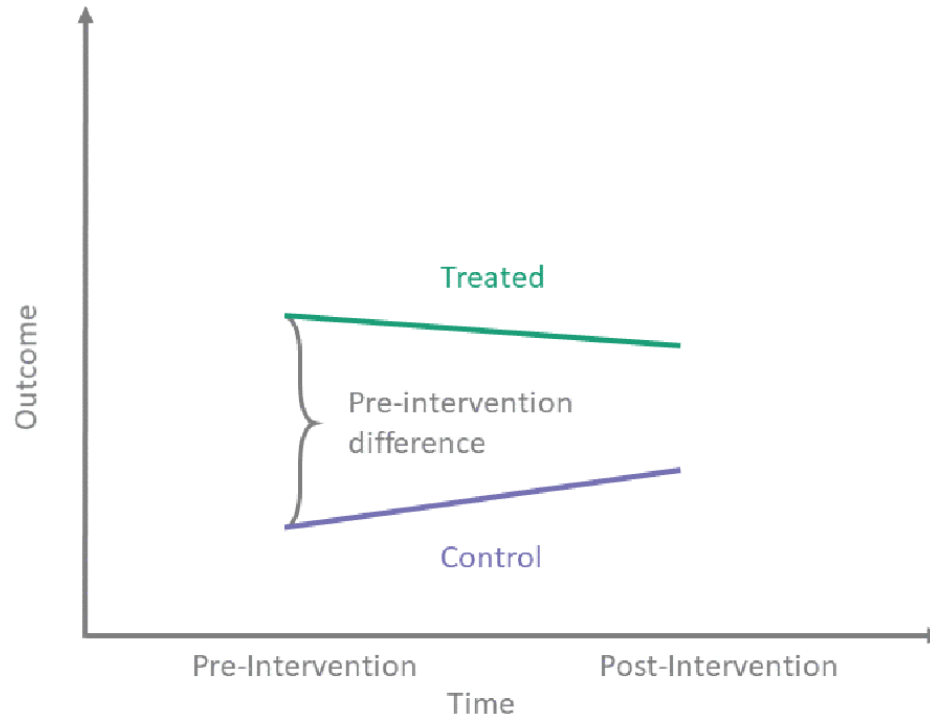 Treated
Outcome
Pre-intervention
difference
Control
Pre-Intervention
Post-Intervention
Time